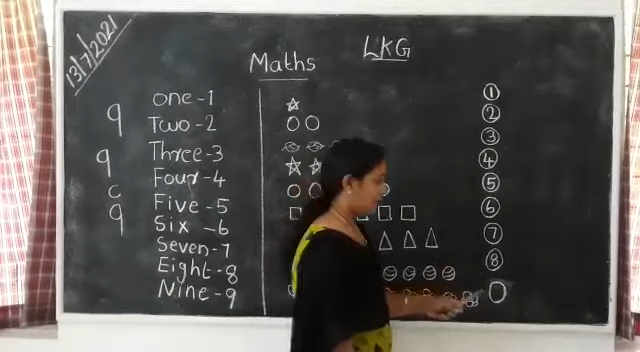 13/7/2021
LKG
Maths
one-1
Two-2
Three-3
Four-4
Five-5
Six-6
Seven-7
Eight-8
Nine-9
9
9
c
9
1
2
3
4
5
6
7
8